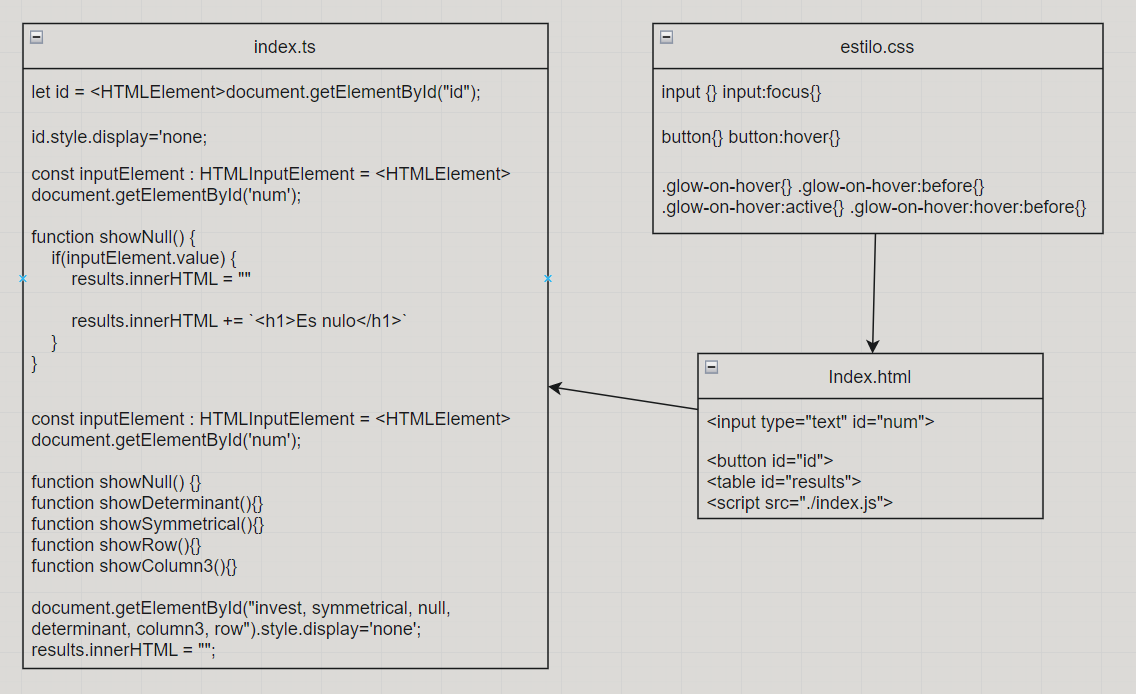 index.ts
let id = <HTMLElement>document.getElementById("id");
id.style.display='none;
const inputElement : HTMLInputElement = <HTMLElement>
document.getElementById('num');
function showNull() {
if(inputElement.value) {
results.innerHTML = ""
results.innerHTML += `<h1>Es nulo</h1>`
}
}
const inputElement : HTMLInputElement = <HTMLElement>
document.getElementById('num');
function showNull() {}
function showDeterminant(){}
function showSymmetrical(){}
function showRow(){}
function showColumn3(){}
document.getElementById("invest, symmetrical, null,
determinant, column3, row").style.display='none';
results.innerHTML = "";
estilo.css
input {} input:focus{}
button{} button:hover{}
.glow-on-hover{} .glow-on-hover:before{}
.glow-on-hover:active{} .glow-on-hover:hover:before{}
Index.html
<input type="text" id="num">
<button id="id">
<table id="results">
<script src="./index.js">